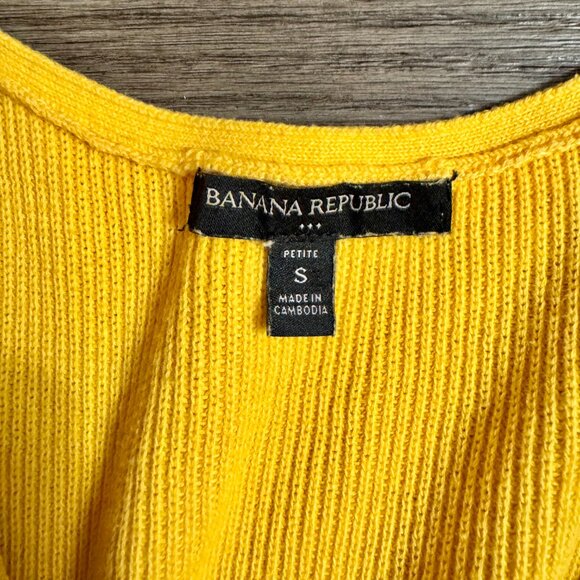 BANANA REPUBLIC
PETITE
S
MADE IN
CAMBODIA